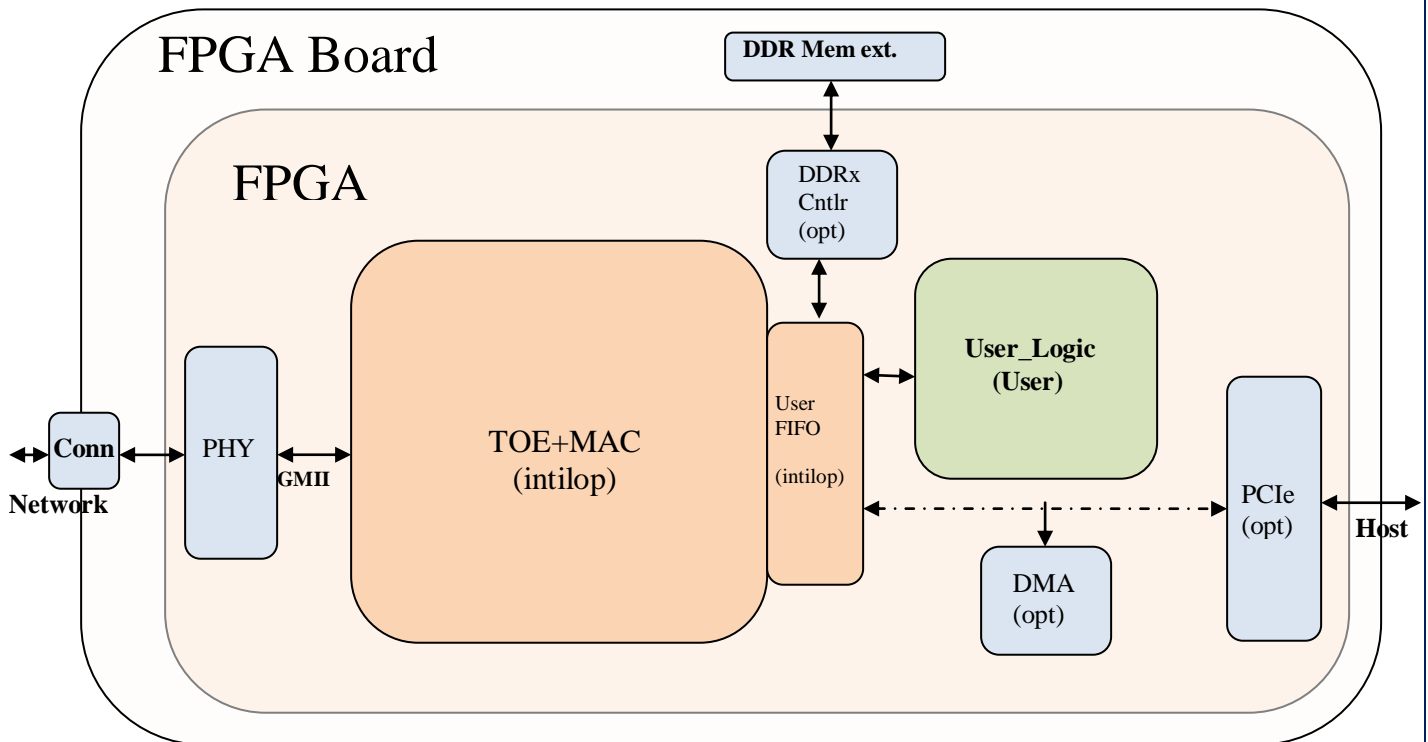 FPGA Board
DDR Mem ext.
FPGA
DDRx
Cntlr
(opt)
User_Logic
(User)
User
FIFO
(intilop)
TOE+MAC
(intilop)
Conn
PHY
GMII
Network
PCIe
(opt)
Host
DMA
(opt)